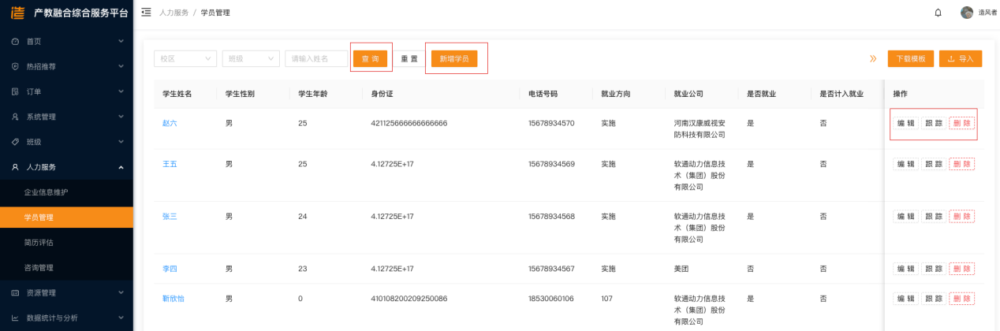 产教融合综合服务平台
人力服务 / 学员管理
造风者
首页
热招推荐
订单
系统管理
班级
人力服务
企业信息维护
学员管理
简历评估
咨询管理
资源管理
数据统计与分析
校区 班级 请输入姓名 查 询 重 置 新增学员 下载模板 导入
学生姓名 学生性别 学生年龄 身份证 电话号码 就业方向 就业公司 是否就业 是否计入就业 操作
赵六 男 25 421125666666666666 15678934570 实施 河南汉康威视安 是 否 编 辑 跟 踪 删 除
防科技有限公司
王五 男 25 4.12725E+17 15678934569 实施 软通动力信息技 是 否 编 辑 跟 踪 删 除
术（集团）股份
有限公司
张三 男 24 4.12725E+17 15678934568 实施 软通动力信息技 是 否 编 辑 跟 踪 删 除
术（集团）股份
有限公司
李四 男 23 4.12725E+17 15678934567 实施 美团 否 否 编 辑 跟 踪 删 除
靳欣怡 男 0 410108200209250086 18530060106 107 软通动力信息技 是 否 编 辑 跟 踪 删 除
术（集团）股份
有限公司